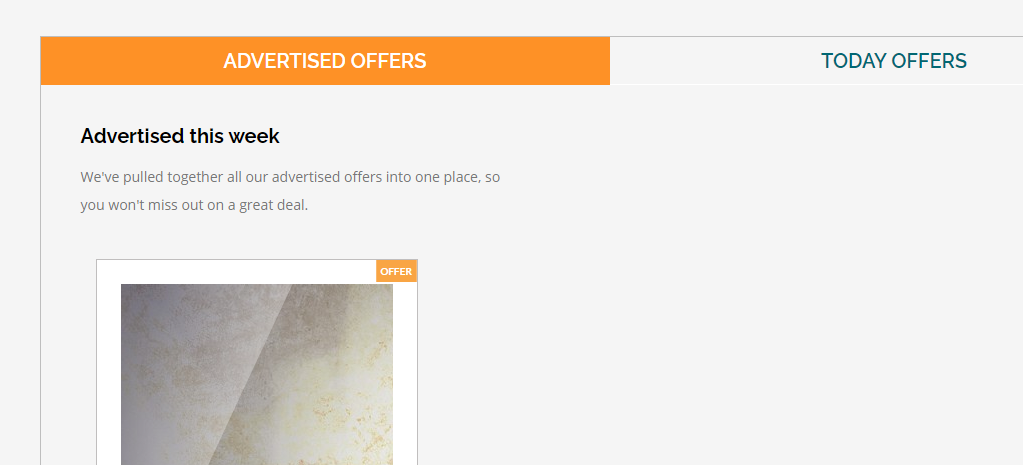 ADVERTISED OFFERS
TODAY OFFERS
Advertised this week
We've pulled together all our advertised offers into one place, so
you won't miss out on a great deal.
OFFER